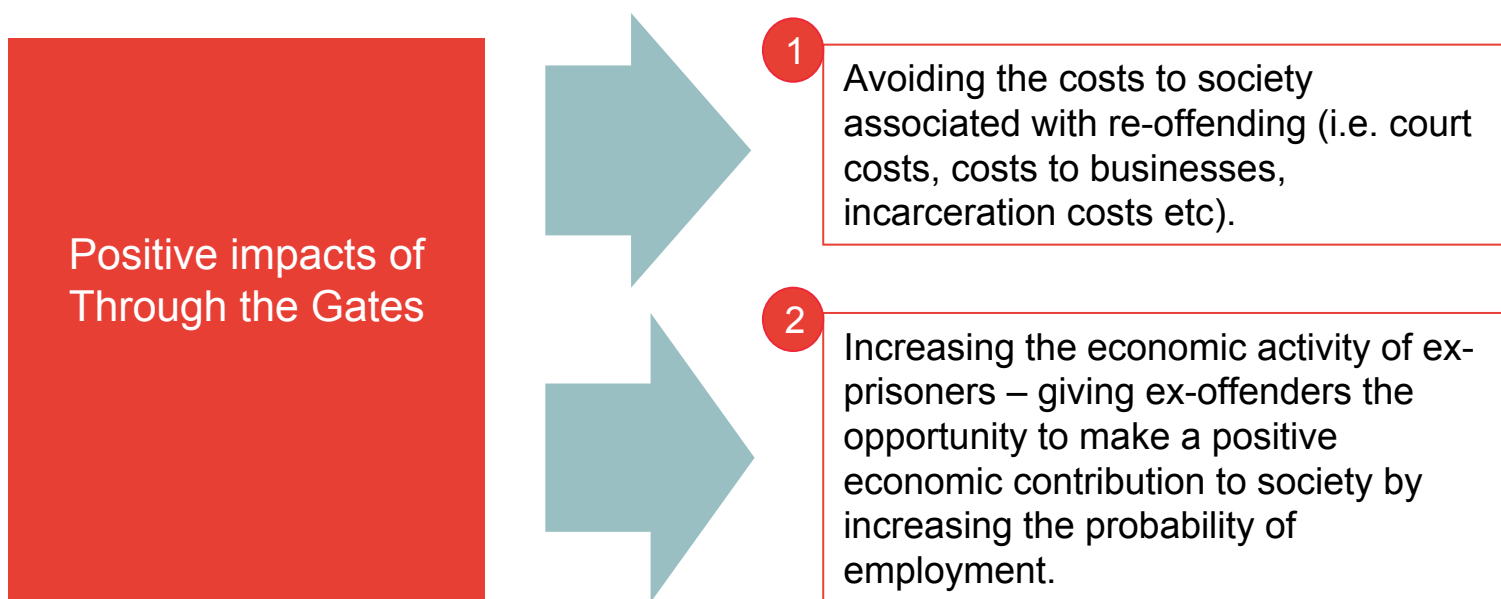 Positive impacts of
Through the Gates
1
Avoiding the costs to society
associated with re-offending (i.e. court
costs, costs to businesses,
incarceration costs etc).
2
Increasing the economic activity of ex-
prisoners – giving ex-offenders the
opportunity to make a positive
economic contribution to society by
increasing the probability of
employment.